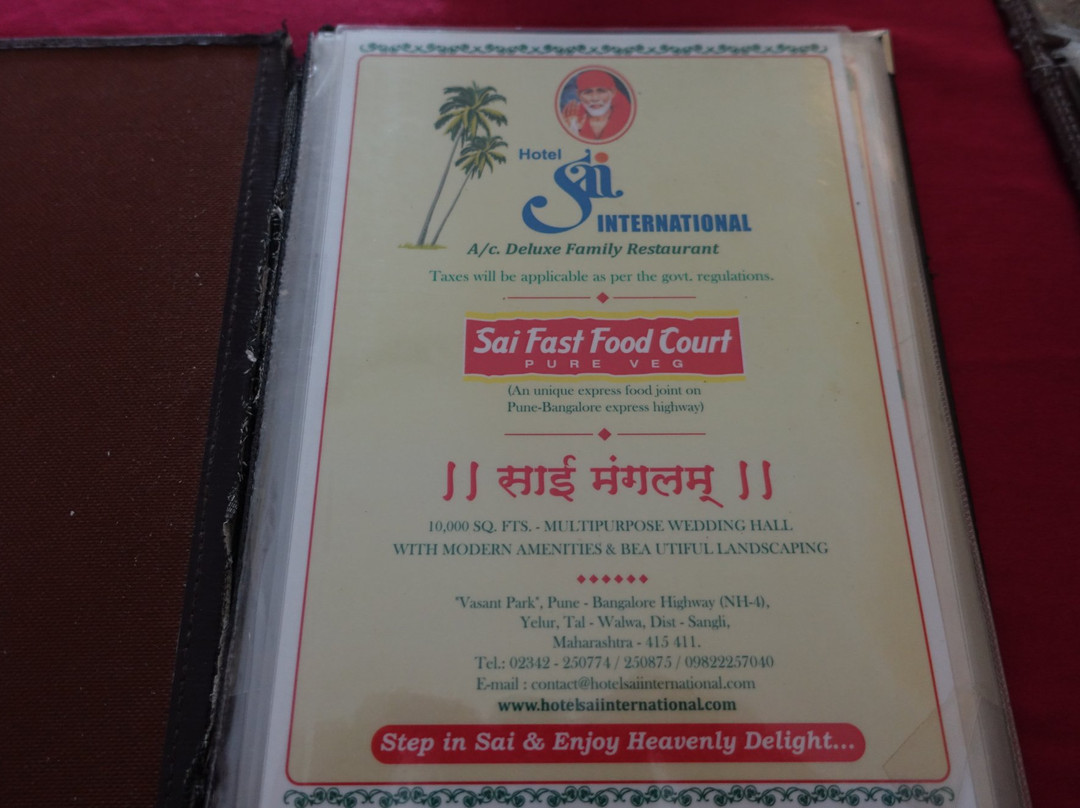 Hotel
Sai
INTERNATIONAL
A/c. Deluxe Family Restaurant
Taxes will be applicable as per the govt. regulations.
Sai Fast Food Court
PURE VEG
(An unique express food joint on
Pune-Bangalore express highway)
|| साई मंगलम् ||
10,000 SQ. FTS. - MULTIPURPOSE WEDDING HALL
WITH MODERN AMENITIES & BEA UTIFUL LANDSCAPING
"Vasant Park", Pune - Bangalore Highway (NH-4),
Yelur, Tal - Walwa, Dist - Sangli,
Maharashtra - 415 411.
Tel.: 02342 - 250774 / 250875 / 09822257040
E-mail : contact@hotelsaiinternational.com
www.hotelsaiinternational.com
Step in Sai & Enjoy Heavenly Delight...